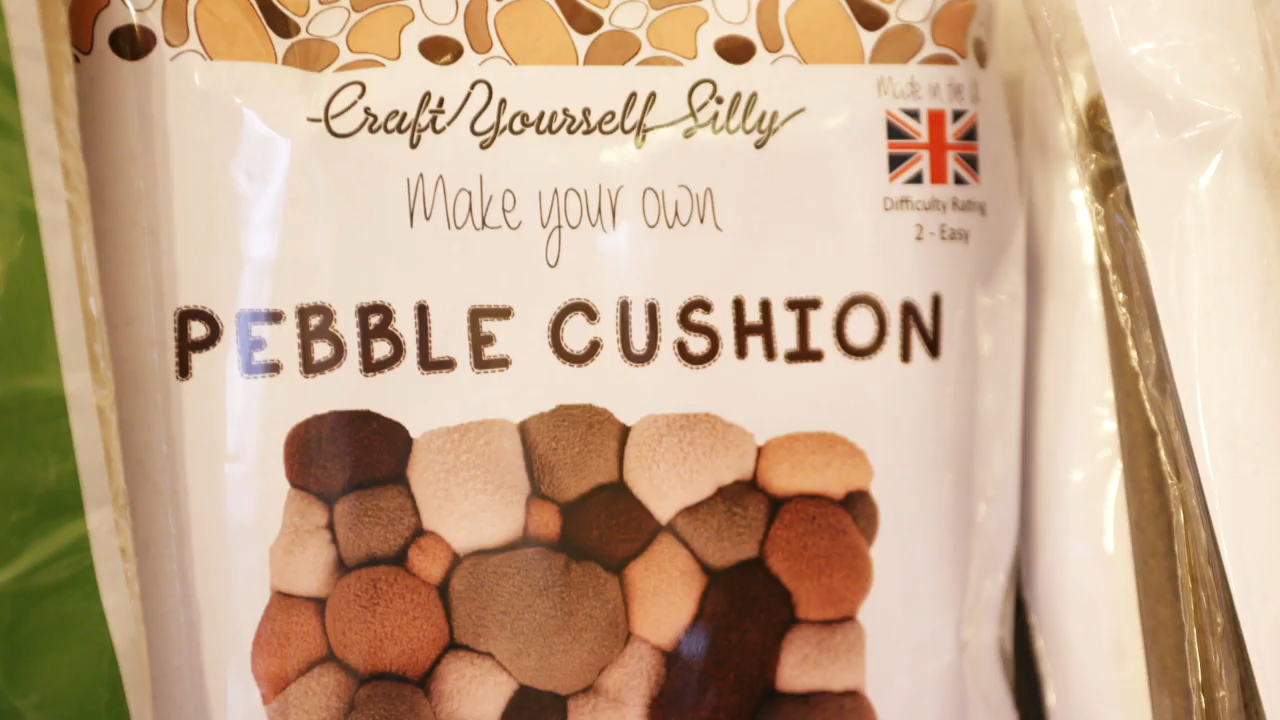 Craft Yourself Silly
Made in the
Make your own
Difficulty Rating
2 - Easy
PEBBLE CUSHION